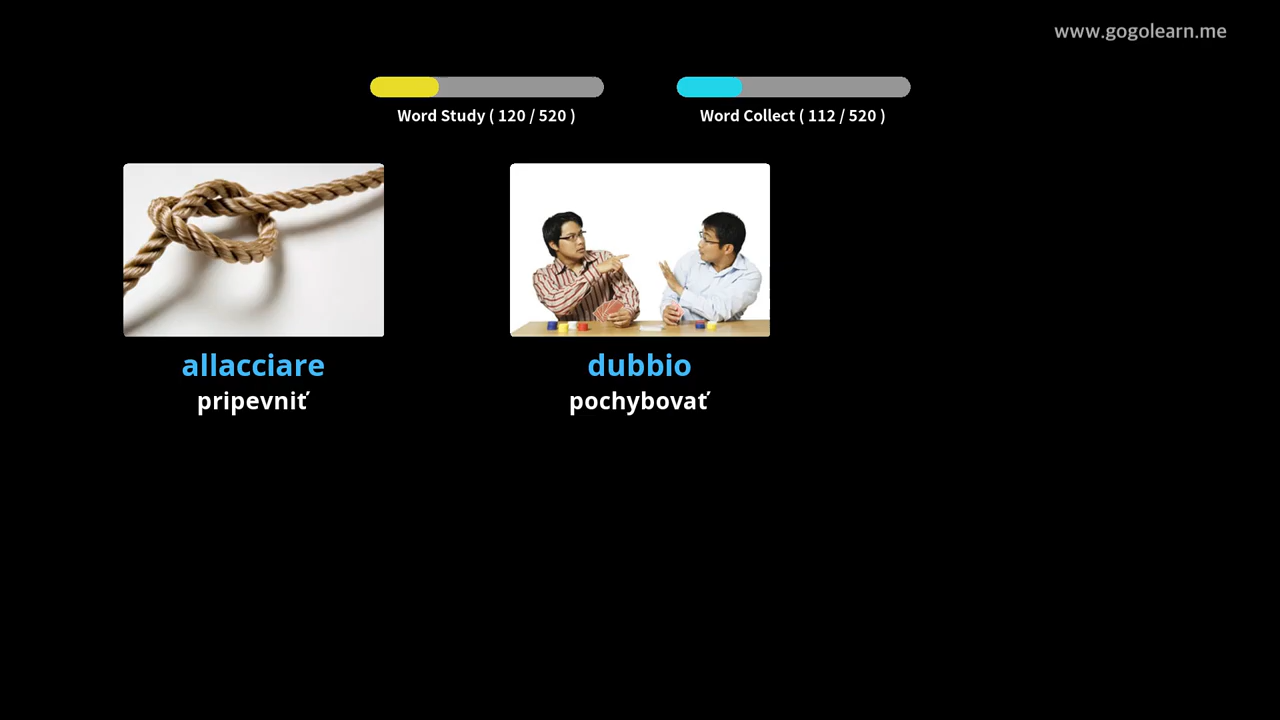 www.gogolearn.me
Word Study ( 120 / 520 )
Word Collect ( 112 / 520 )
allacciare
pripevniť
dubbio
pochybovať